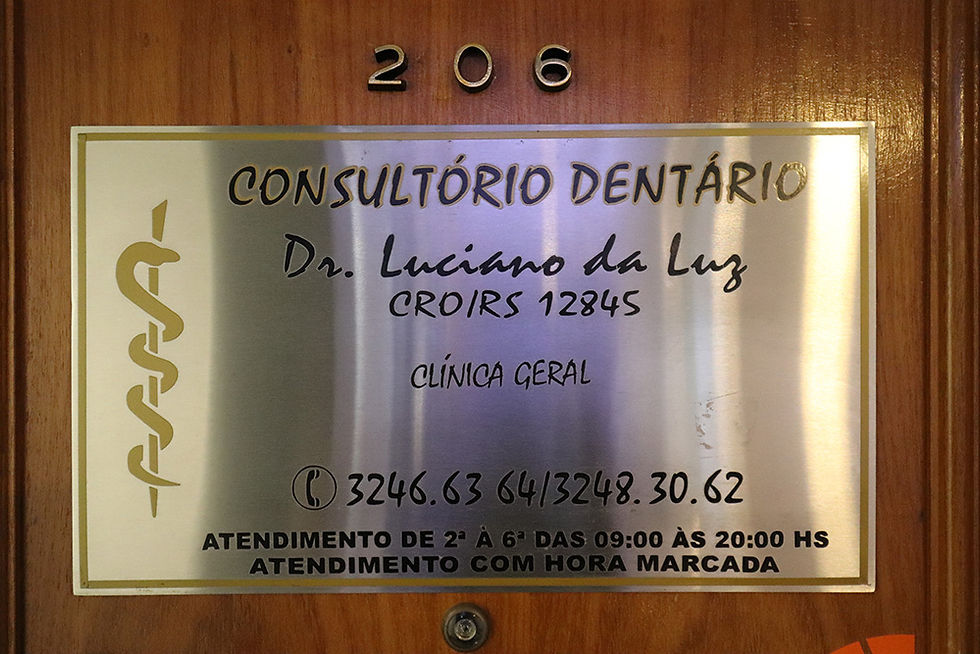 206
CONSULTÓRIO DENTÁRIO
Dr. Luciano da Luz
CRO/RS 12845
CLÍNICA GERAL
3246.63 64/3248.30.62
ATENDIMENTO DE 2ª À 6ª DAS 09:00 ÀS 20:00 HS
ATENDIMENTO COM HORA MARCADA